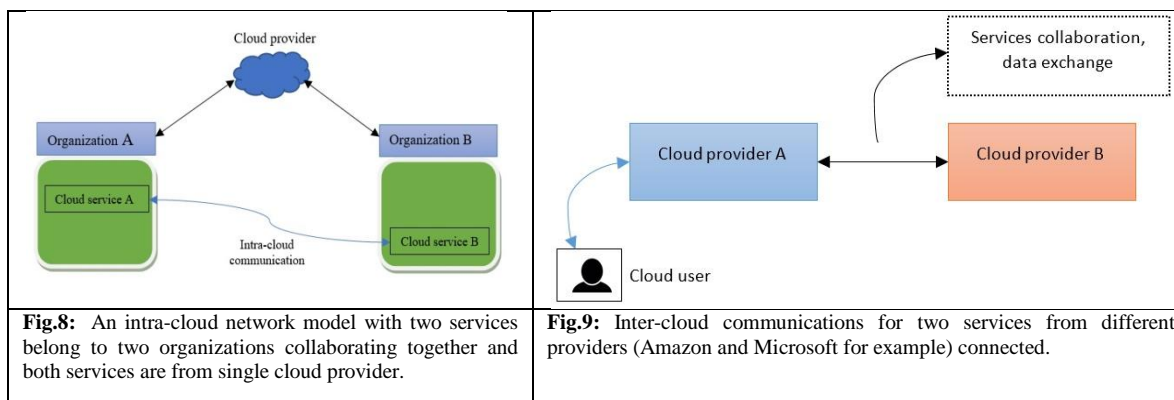 Cloud provider
Organization A
Organization B
Cloud service A
Cloud service B
Intra-cloud
communication
Fig.8: An intra-cloud network model with two services
belong to two organizations collaborating together and
both services are from single cloud provider.
Services collaboration,
data exchange
Cloud provider A
Cloud provider B
Cloud user
Fig.9: Inter-cloud communications for two services from different
providers (Amazon and Microsoft for example) connected.